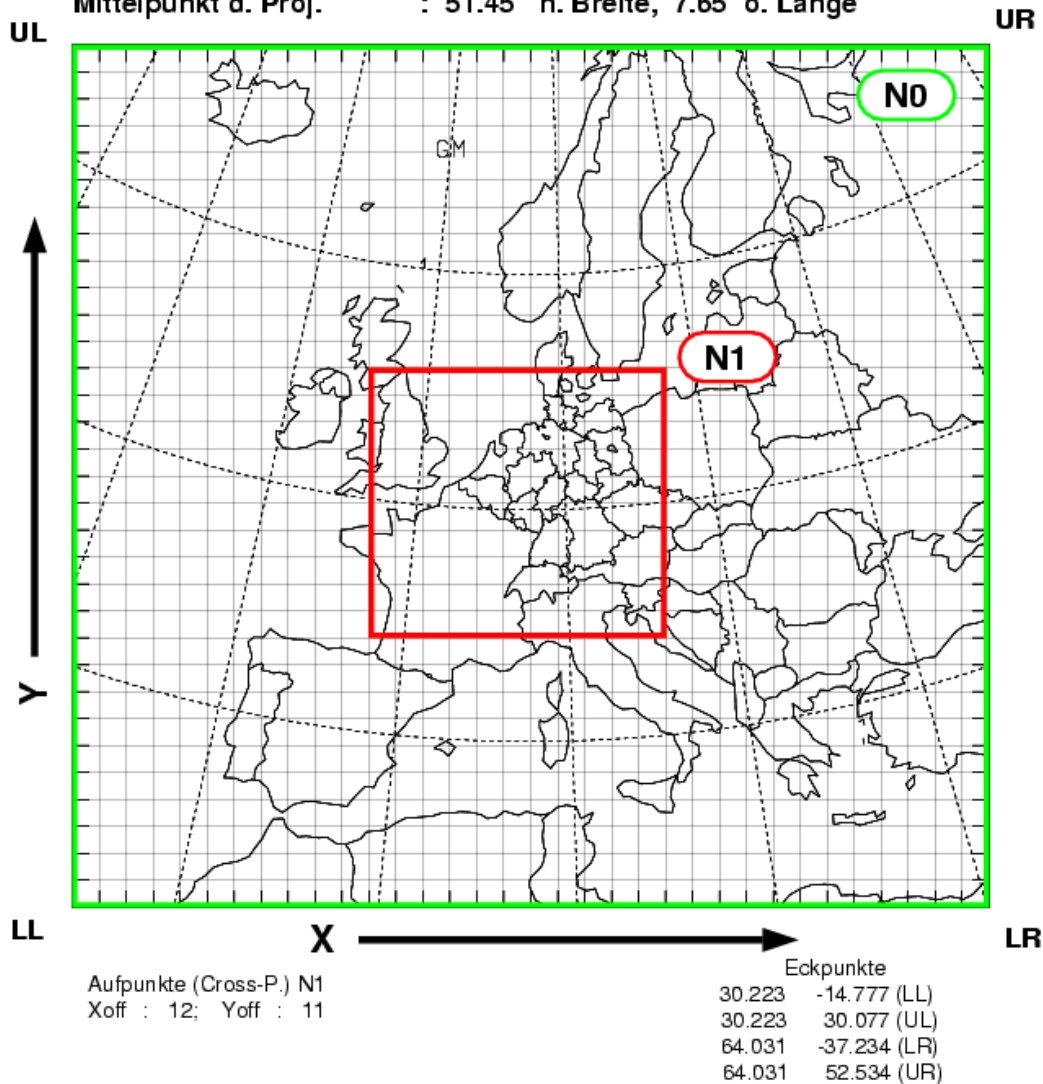 Mittelpunkt d. Proj. : 51.45 n. Breite, 7.65 ö. Länge
UL
UR
N0
GM
N1
Y
LL
X
LR
Aufpunkte (Cross-P.) N1
Xoff : 12; Yoff : 11
Eckpunkte
30.223 -14.777 (LL)
30.223 30.077 (UL)
64.031 -37.234 (LR)
64.031 52.534 (UR)